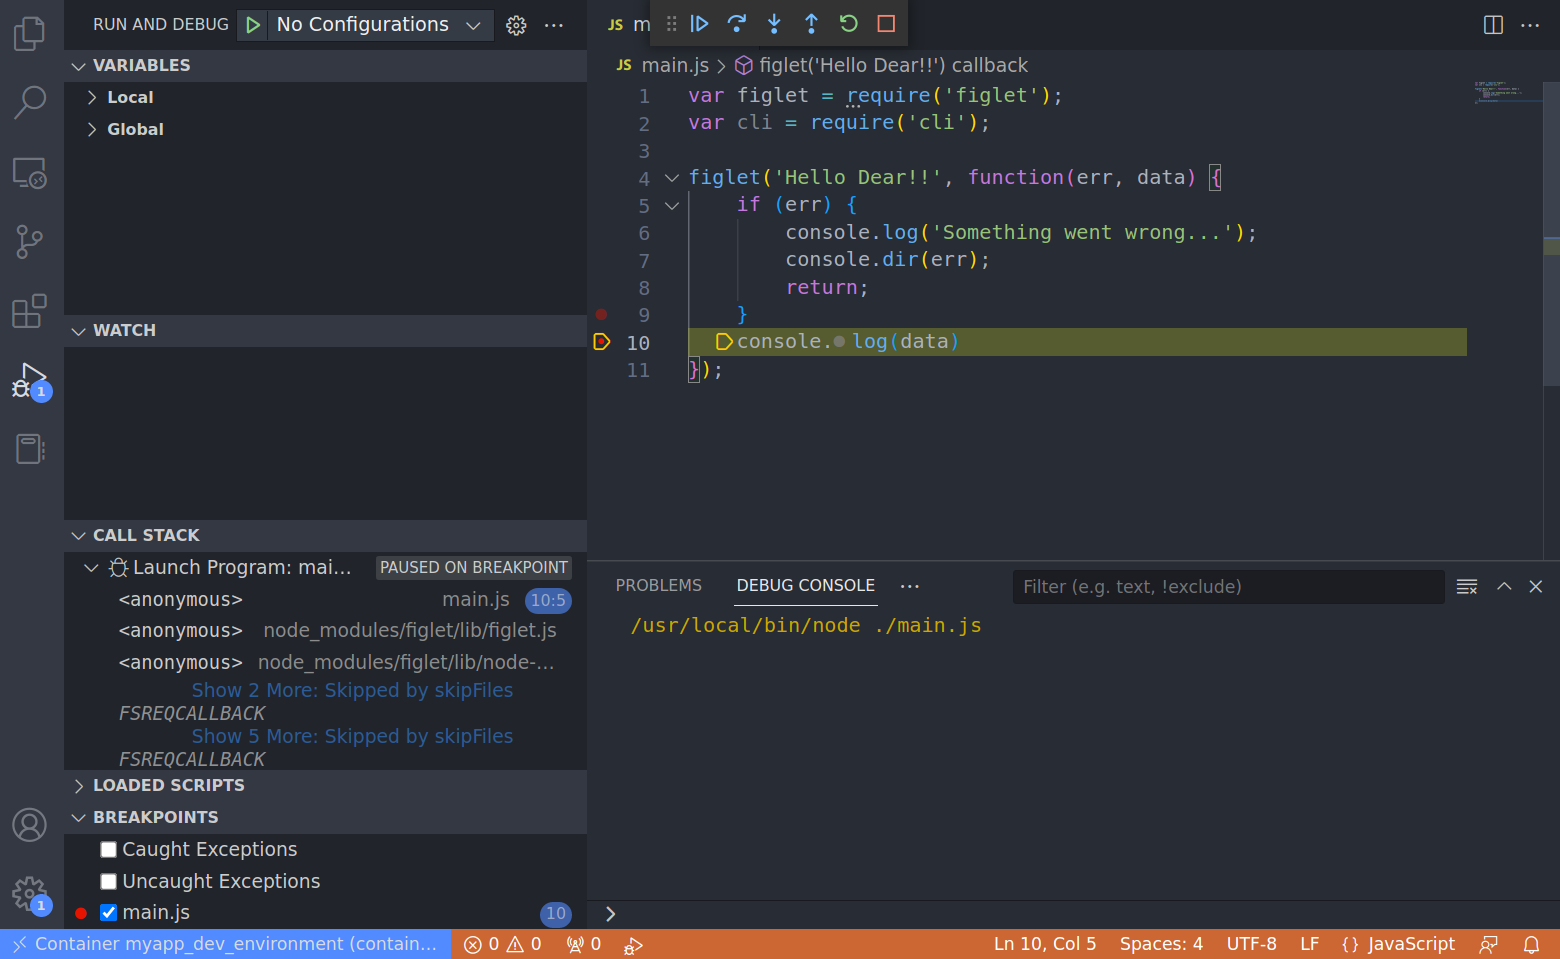 RUN AND DEBUG No Configurations
VARIABLES
Local
Global
WATCH
CALL STACK
Launch Program: mai... PAUSED ON BREAKPOINT
<anonymous> main.js 10:5
<anonymous> node_modules/figlet/lib/figlet.js
<anonymous> node_modules/figlet/lib/node-...
Show 2 More: Skipped by skipFiles
FSREQCALLBACK
Show 5 More: Skipped by skipFiles
FSREQCALLBACK
LOADED SCRIPTS
BREAKPOINTS
Caught Exceptions
Uncaught Exceptions
main.js 10
1
1
JS m
JS main.js > figlet('Hello Dear!!') callback
1 var figlet = require('figlet');
2 var cli = require('cli');
3
4 figlet('Hello Dear!!', function(err, data) {
5     if (err) {
6         console.log('Something went wrong...');
7         console.dir(err);
8         return;
9     }
10     console.log(data)
11 });
PROBLEMS DEBUG CONSOLE ... Filter (e.g. text, !exclude)
/usr/local/bin/node ./main.js
>
Container myapp_dev_environment (contain... 0 0 0 Ln 10, Col 5 Spaces: 4 UTF-8 LF {} JavaScript